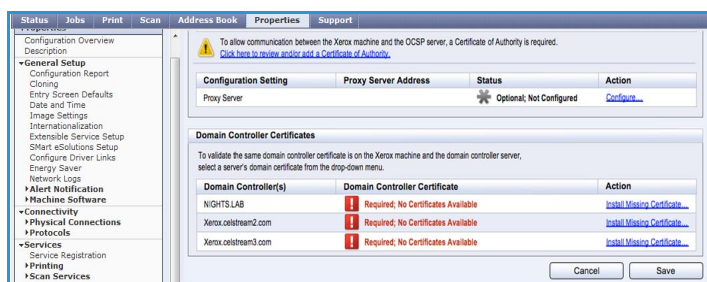 Status Jobs Print Scan Address Book Properties Support
Properties
Configuration Overview
Description
General Setup
Configuration Report
Cloning
Entry Screen Defaults
Date and Time
Image Settings
Internationalization
Extensible Service Setup
SMart eSolutions Setup
Configure Driver Links
Energy Saver
Network Logs
Alert Notification
Machine Software
Connectivity
Physical Connections
Protocols
Services
Service Registration
Printing
Scan Services
To allow communication between the Xerox machine and the OCSP server, a Certificate of Authority is required.
Click here to review and/or add a Certificate of Authority.
Configuration Setting Proxy Server Address Status Action
Proxy Server Optional; Not Configured Configure...
Domain Controller Certificates
To validate the same domain controller certificate is on the Xerox machine and the domain controller server,
select a server's domain certificate from the drop-down menu.
Domain Controller(s) Domain Controller Certificate Action
NIGHTS.LAB Required; No Certificates Available Install Missing Certificate...
Xerox.celstream2.com Required; No Certificates Available Install Missing Certificate...
Xerox.celstream3.com Required; No Certificates Available Install Missing Certificate...
Cancel Save